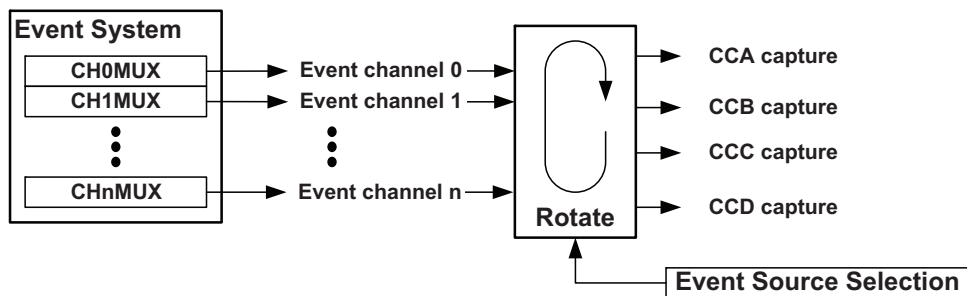 Event System
CH0MUX
CH1MUX
CHnMUX
Event channel 0
Event channel 1
Event channel n
Rotate
CCA capture
CCB capture
CCC capture
CCD capture
Event Source Selection